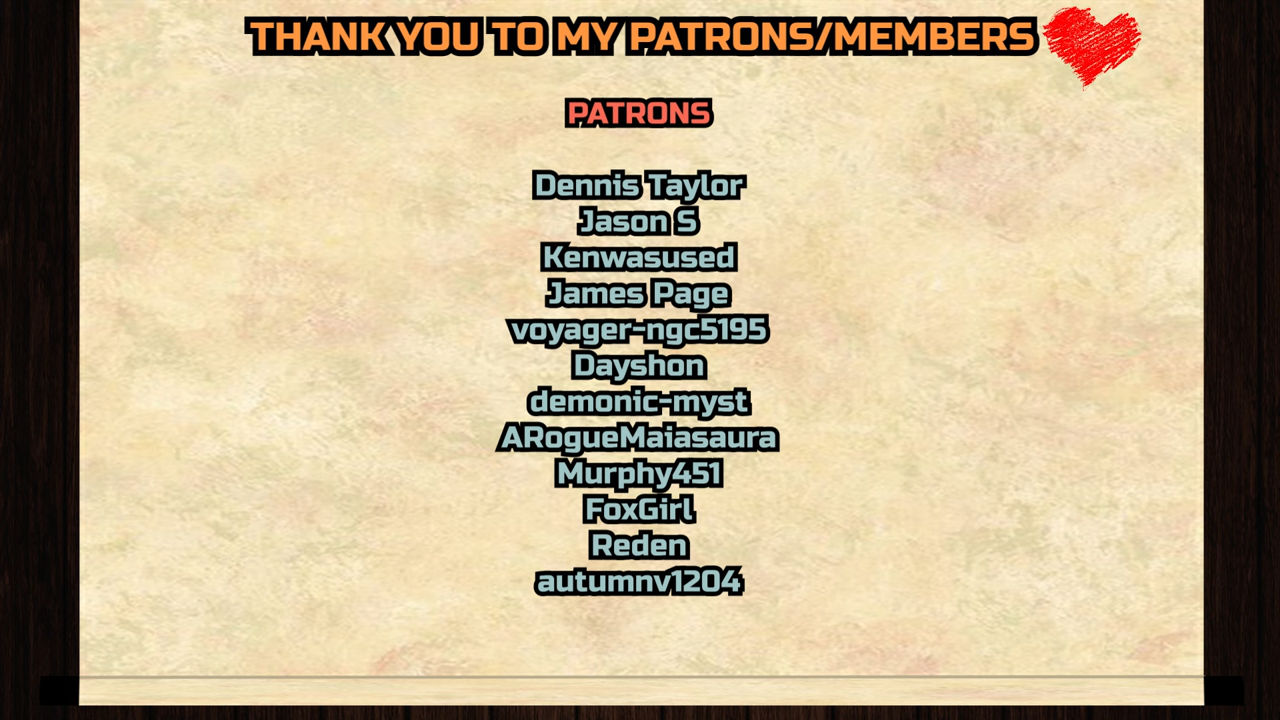 THANK YOU TO MY PATRONS/MEMBERS
PATRONS
Dennis Taylor
Jason S
Kenwasused
James Page
voyager-ngc5195
Dayshon
demonic-myst
ARogueMaiasaura
Murphy451
FoxGirl
Reden
autumnv1204